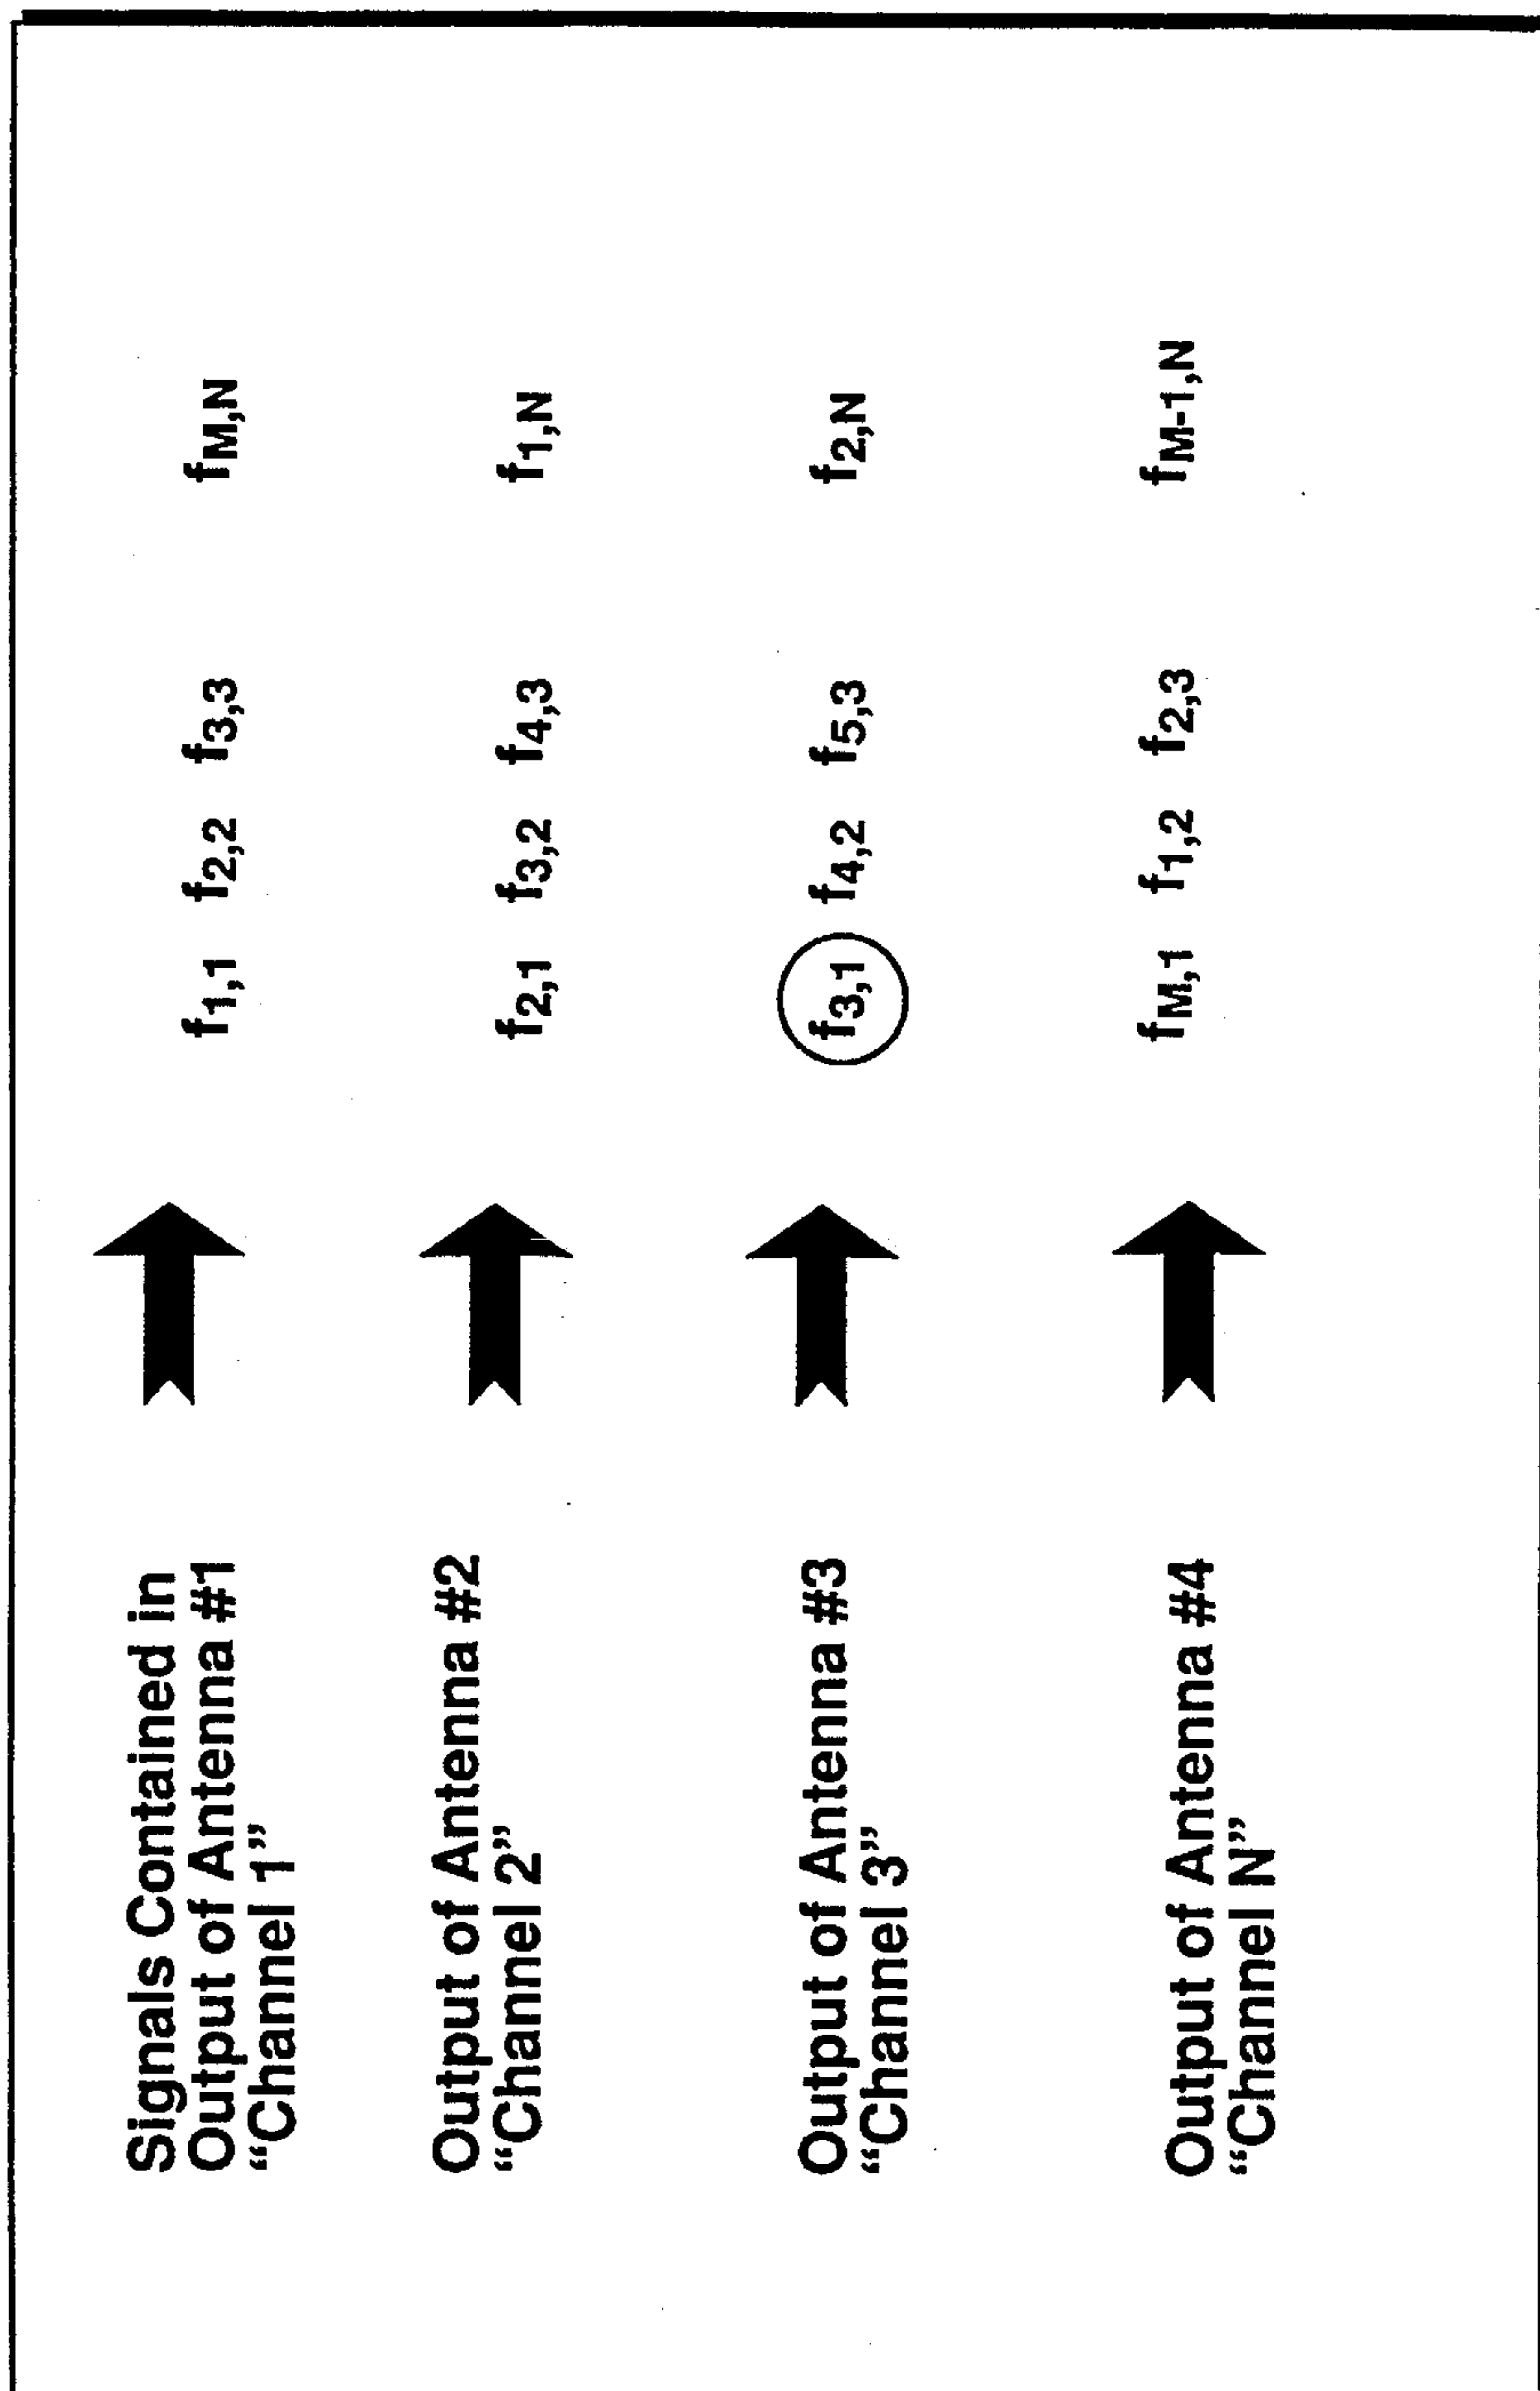 Signals Contained in
Output of Antenna #1
“Channel 1”
f1,1 f2,2 f3,3 fM,N
Output of Antenna #2
“Channel 2”
f2,1 f3,2 f4,3 f1,N
Output of Antenna #3
“Channel 3”
f3,1 f4,2 f5,3 f2,N
Output of Antenna #4
“Channel N”
fM,1 f1,2 f2,3 fM-1,N